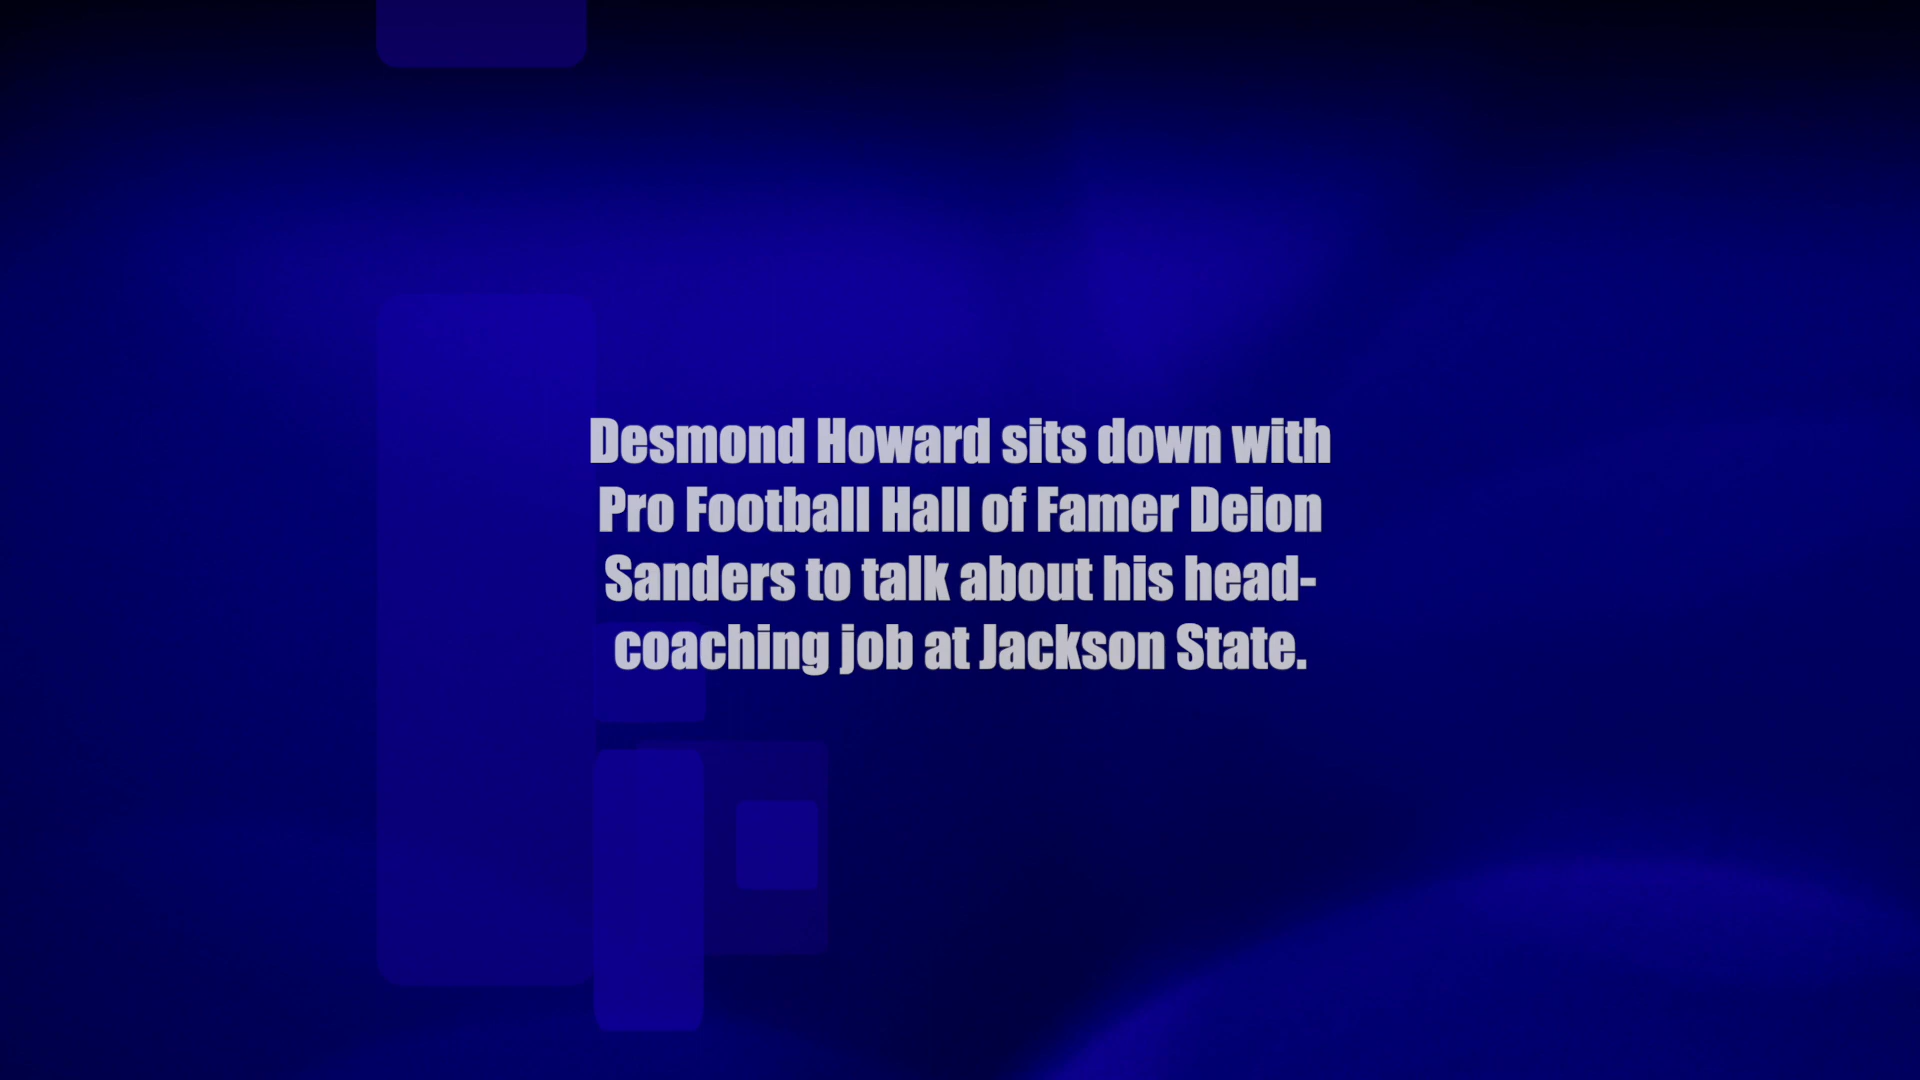 Desmond Howard sits down with
Pro Football Hall of Famer Deion
Sanders to talk about his head-
coaching job at Jackson State.